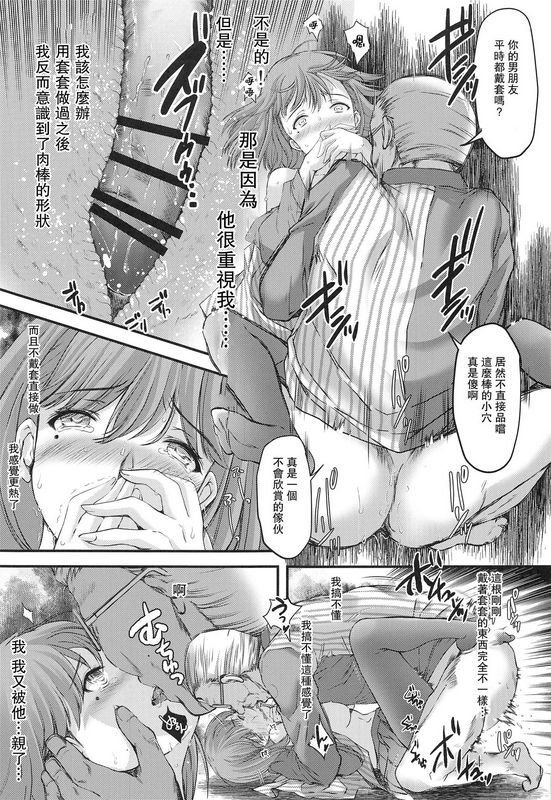 你的男朋友
平時都戴套嗎?
不是的!
但是……
那是因為
他很重視我……
我該怎麼辦
用套套做過之後
我反而意識到了肉棒的形狀
居然不直接品嚐
這麼棒的小穴
真是傻啊
真是一個
不會欣賞的傢伙
而且不戴套直接做
我感覺更熱了
這根剛剛
戴著套套的東西完全不一樣…
我搞不懂
我搞不懂這種感覺了
啊
我 我又被他…親了…